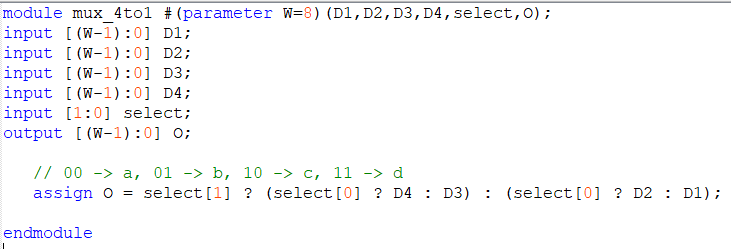 module mux_4to1 #(parameter W=8)(D1,D2,D3,D4,select,O);
input [(W-1):0] D1;
input [(W-1):0] D2;
input [(W-1):0] D3;
input [(W-1):0] D4;
input [1:0] select;
output [(W-1):0] O;
// 00 -> a, 01 -> b, 10 -> c, 11 -> d
assign O = select[1] ? (select[0] ? D4 : D3) : (select[0] ? D2 : D1);
endmodule